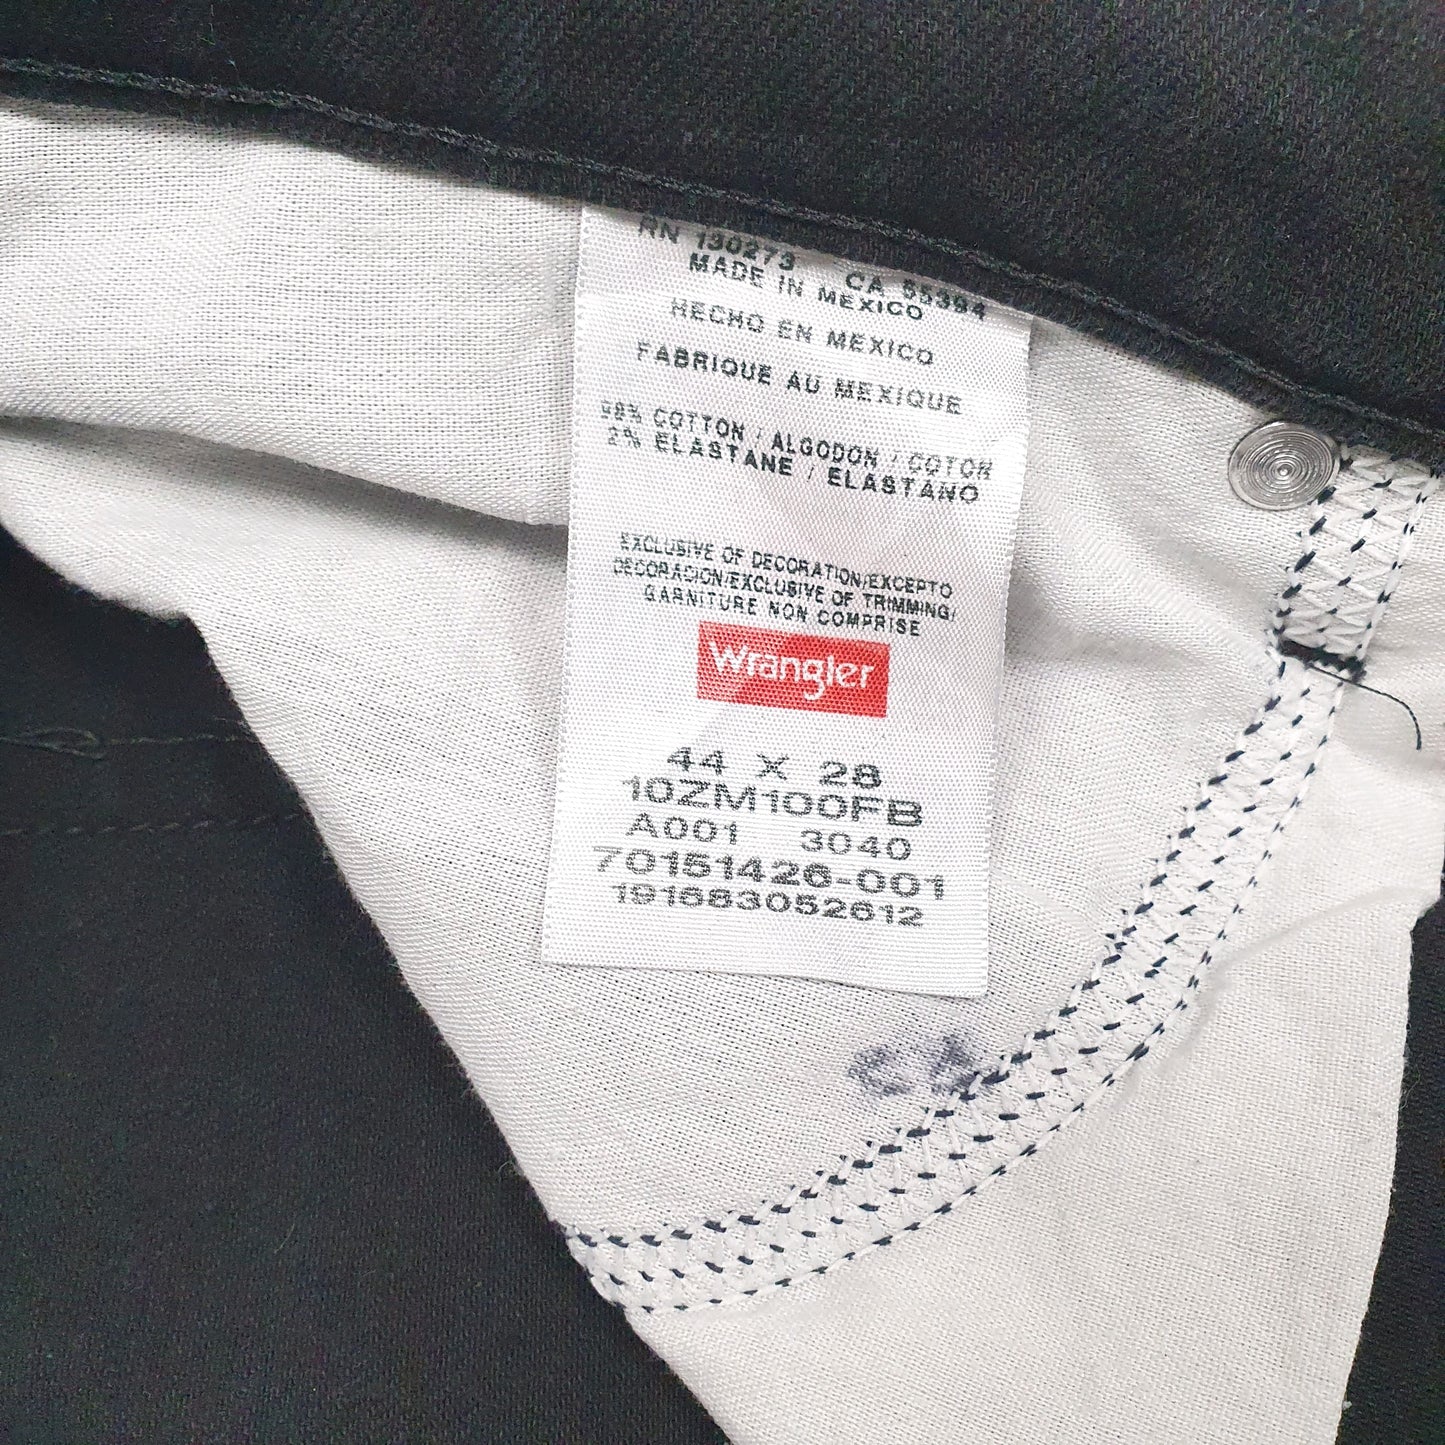 RN 130273 CA 55394
MADE IN MEXICO
HECHO EN MEXICO
FABRIQUE AU MEXIQUE
98% COTTON / ALGODON / COTON
2% ELASTANE / ELASTANO
EXCLUSIVE OF DECORATION/EXCEPTO
DECORACION/EXCLUSIVE OF TRIMMING/
GARNITURE NON COMPRISE
Wrangler
44 X 28
10ZM100FB
A001 3040
70151426-001
191683052612